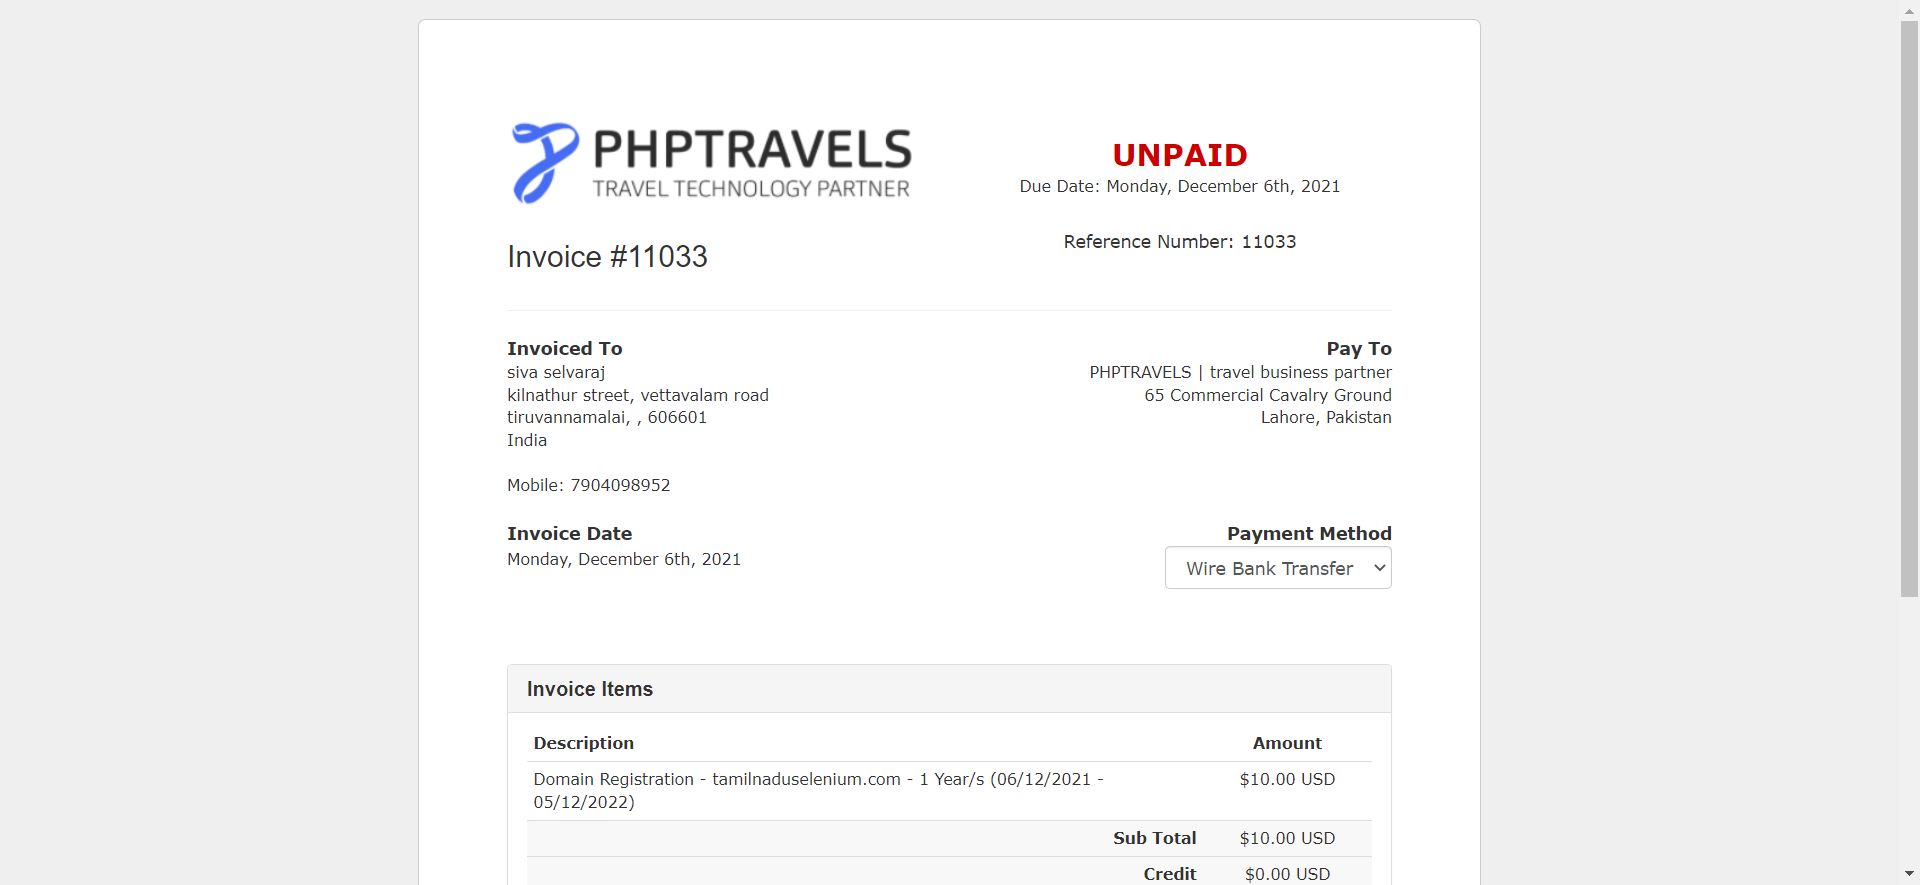 PHPTRAVELS
TRAVEL TECHNOLOGY PARTNER
UNPAID
Due Date: Monday, December 6th, 2021
Reference Number: 11033
Invoice #11033
Invoiced To
siva selvaraj
kilnathur street, vettavalam road
tiruvannamalai, , 606601
India
Mobile: 7904098952
Pay To
PHPTRAVELS | travel business partner
65 Commercial Cavalry Ground
Lahore, Pakistan
Invoice Date
Monday, December 6th, 2021
Payment Method
Wire Bank Transfer
Invoice Items
Description Amount
Domain Registration - tamilnaduselenium.com - 1 Year/s (06/12/2021 - $10.00 USD
05/12/2022)
Sub Total $10.00 USD
Credit $0.00 USD